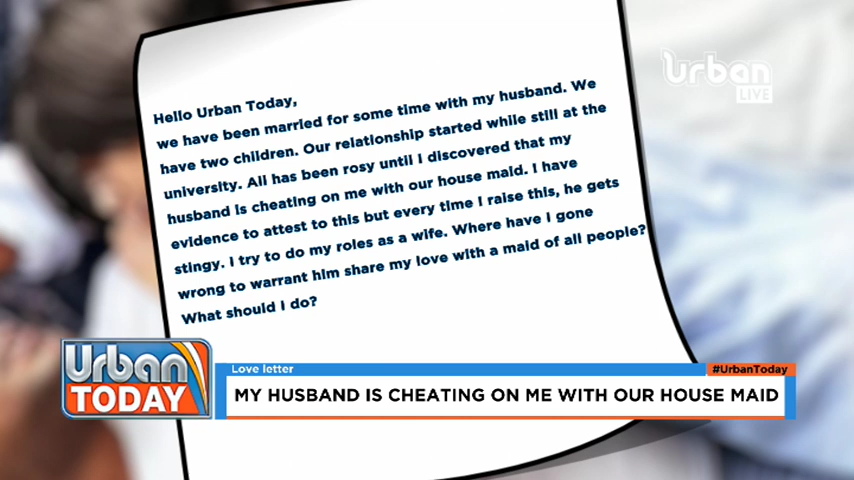 Urban
LIVE
Hello Urban Today,
we have been married for some time with my husband. We
have two children. Our relationship started while still at the
university. All has been rosy until I discovered that my
husband is cheating on me with our house maid. I have
evidence to attest to this but every time I raise this, he gets
stingy. I try to do my roles as a wife. Where have I gone
wrong to warrant him share my love with a maid of all people?
What should I do?
Urban
TODAY
Love letter
#UrbanToday
MY HUSBAND IS CHEATING ON ME WITH OUR HOUSE MAID